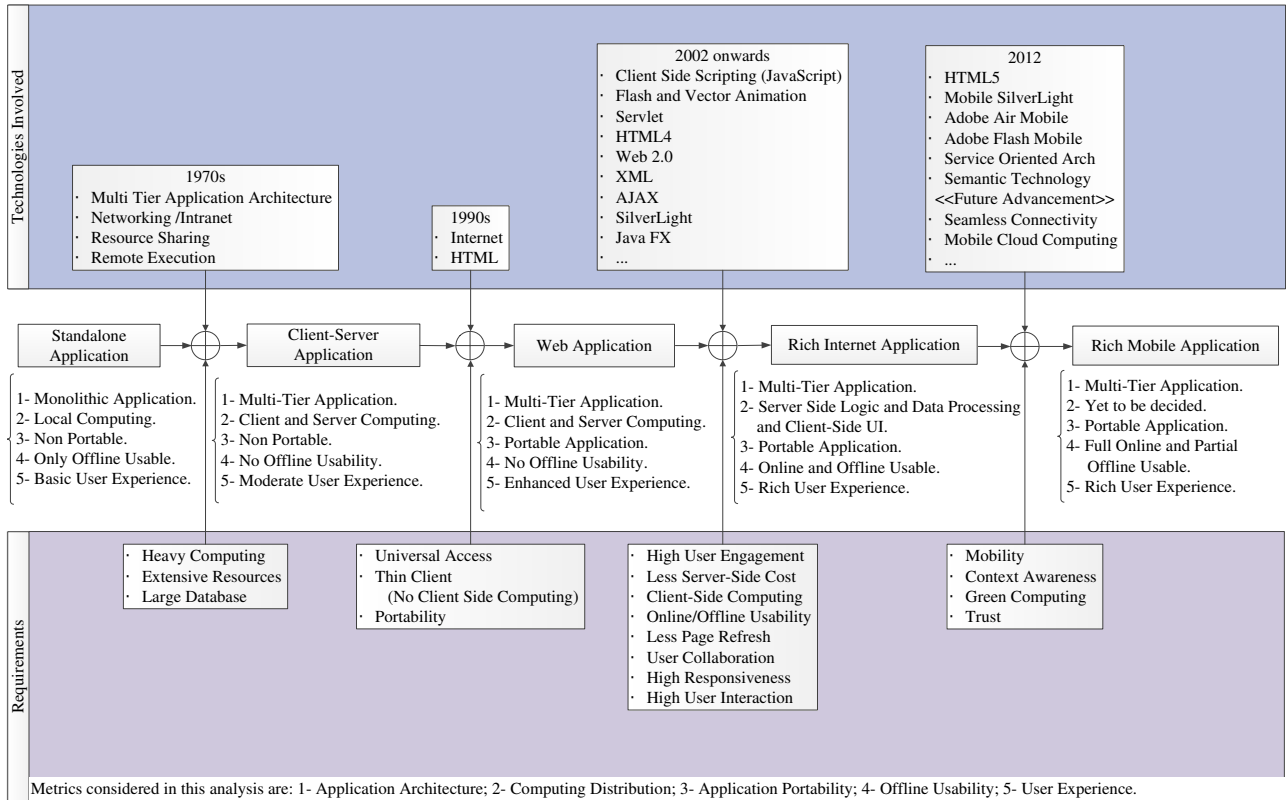 Technologies Involved
1970s
· Multi Tier Application Architecture
· Networking /Intranet
· Resource Sharing
· Remote Execution
1990s
· Internet
· HTML
2002 onwards
· Client Side Scripting (JavaScript)
· Flash and Vector Animation
· Servlet
· HTML4
· Web 2.0
· XML
· AJAX
· SilverLight
· Java FX
· ...
2012
· HTML5
· Mobile SilverLight
· Adobe Air Mobile
· Adobe Flash Mobile
· Service Oriented Arch
· Semantic Technology
<<Future Advancement>>
· Seamless Connectivity
· Mobile Cloud Computing
· ...
Standalone
Application
Client-Server
Application
Web Application
Rich Internet Application
Rich Mobile Application
1- Monolithic Application.
2- Local Computing.
3- Non Portable.
4- Only Offline Usable.
5- Basic User Experience.
1- Multi-Tier Application.
2- Client and Server Computing.
3- Non Portable.
4- No Offline Usability.
5- Moderate User Experience.
1- Multi-Tier Application.
2- Client and Server Computing.
3- Portable Application.
4- No Offline Usability.
5- Enhanced User Experience.
1- Multi-Tier Application.
2- Server Side Logic and Data Processing
and Client-Side UI.
3- Portable Application.
4- Online and Offline Usable.
5- Rich User Experience.
1- Multi-Tier Application.
2- Yet to be decided.
3- Portable Application.
4- Full Online and Partial
Offline Usable.
5- Rich User Experience.
Requirements
· Heavy Computing
· Extensive Resources
· Large Database
· Universal Access
· Thin Client
(No Client Side Computing)
· Portability
· High User Engagement
· Less Server-Side Cost
· Client-Side Computing
· Online/Offline Usability
· Less Page Refresh
· User Collaboration
· High Responsiveness
· High User Interaction
· Mobility
· Context Awareness
· Green Computing
· Trust
Metrics considered in this analysis are: 1- Application Architecture; 2- Computing Distribution; 3- Application Portability; 4- Offline Usability; 5- User Experience.